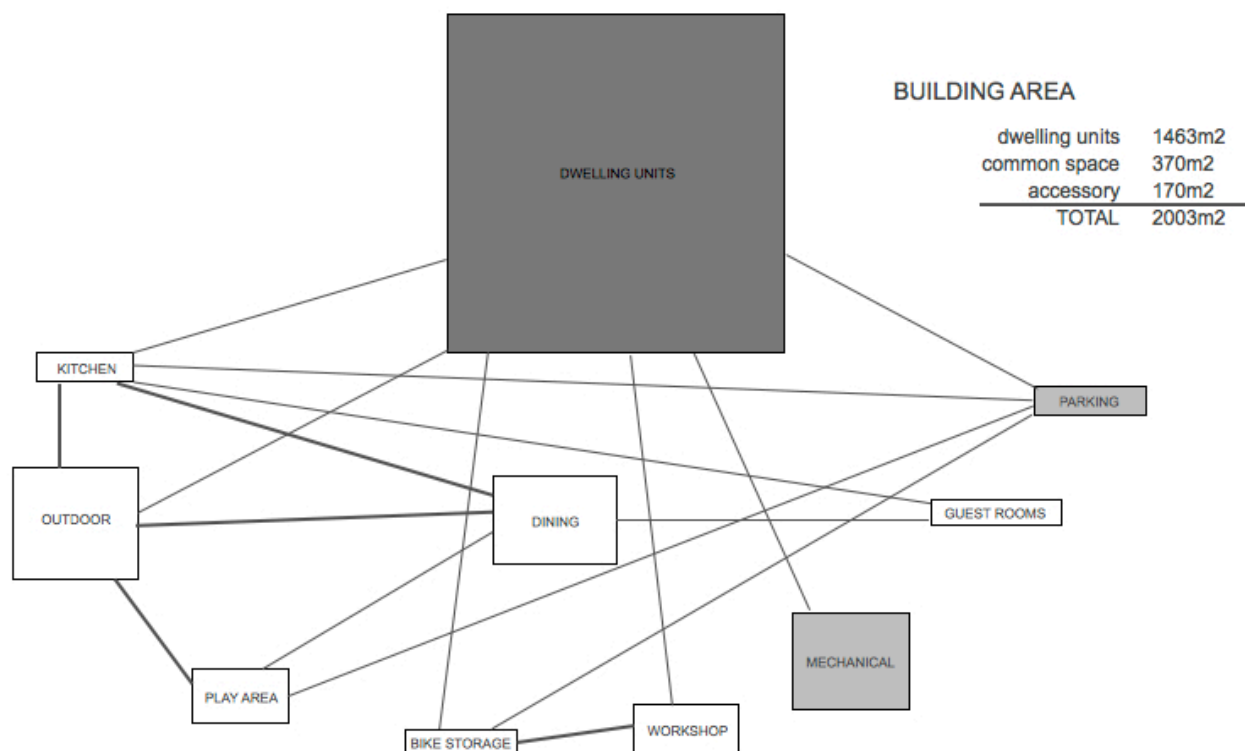 BUILDING AREA
dwelling units 1463m2
common space 370m2
accessory 170m2
TOTAL 2003m2
DWELLING UNITS
KITCHEN
PARKING
OUTDOOR
DINING
GUEST ROOMS
MECHANICAL
PLAY AREA
WORKSHOP
BIKE STORAGE